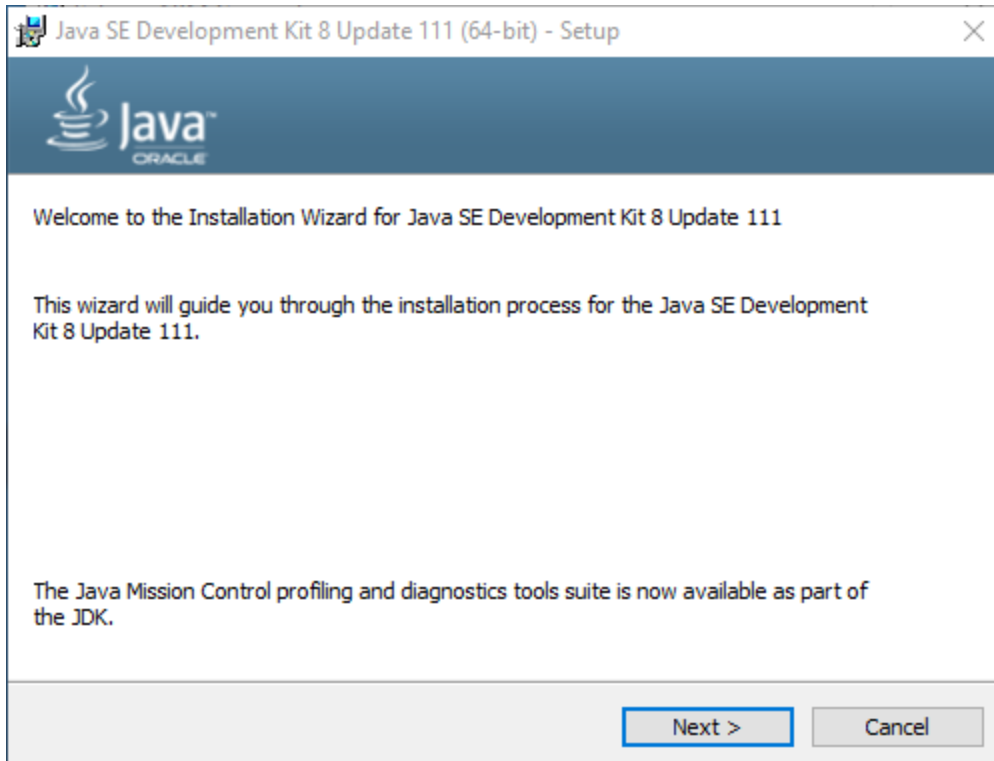 Java SE Development Kit 8 Update 111 (64-bit) - Setup
Java™
ORACLE
Welcome to the Installation Wizard for Java SE Development Kit 8 Update 111
This wizard will guide you through the installation process for the Java SE Development
Kit 8 Update 111.
The Java Mission Control profiling and diagnostics tools suite is now available as part of
the JDK.
Next >
Cancel